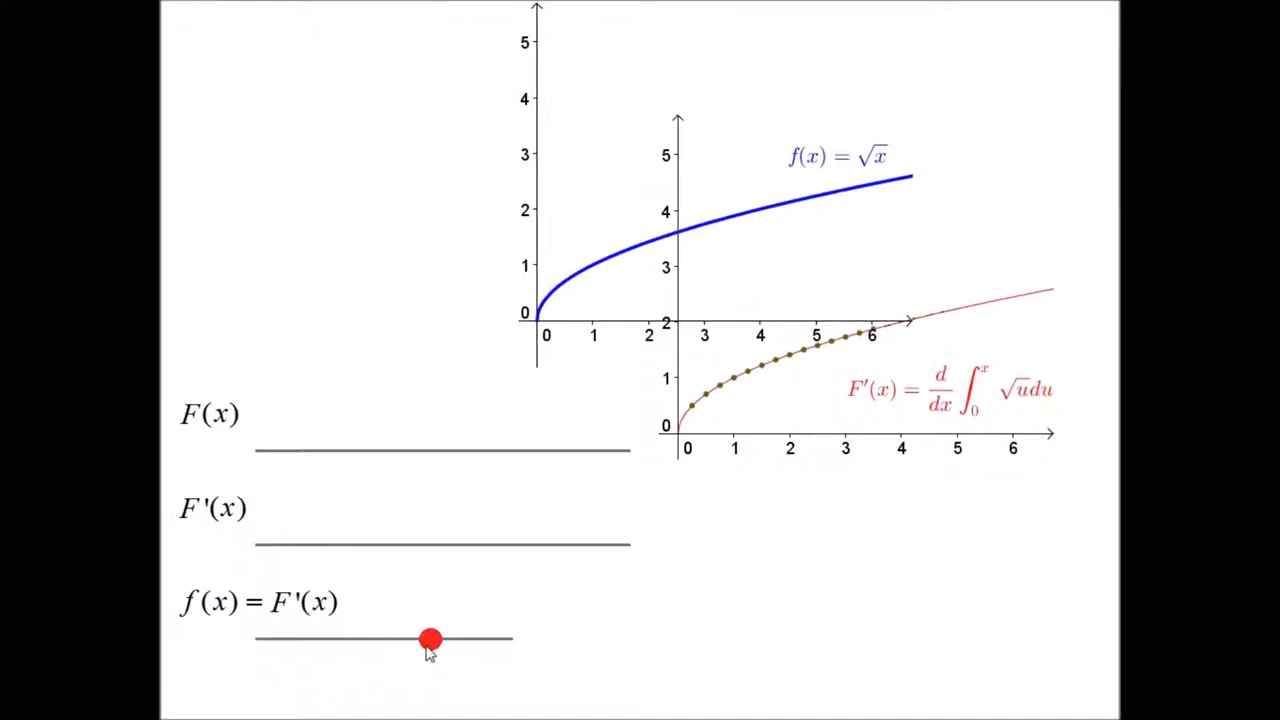 5
4
3
2
1
0
0 1 2 3 4 5 6
f(x) = √x
5
4
3
2
1
0
0 1 2 3 4 5 6
F'(x) = d/dx ∫₀ˣ √u du
F(x)
F'(x)
f(x) = F'(x)